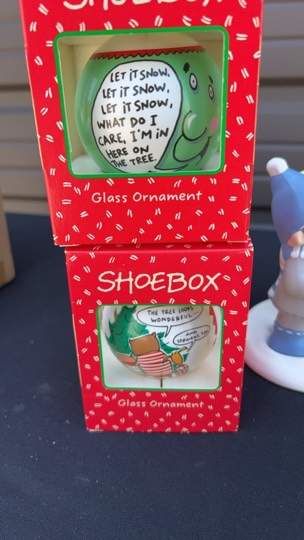 SHOEBOX
LET IT SNOW,
LET IT SNOW,
LET IT SNOW,
WHAT DO I
CARE, I'M IN
HERE ON
THE TREE.
Glass Ornament
SHOEBOX
THE TREE LOOKS
WONDERFUL...
AND
Glass Ornament